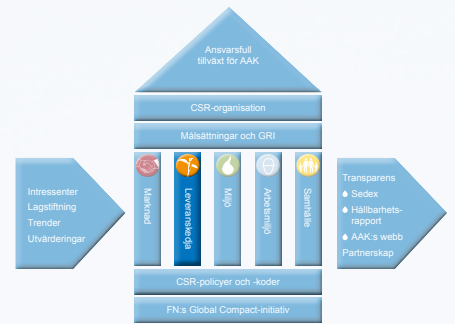 Ansvarsfull
tillväxt för AAK
CSR-organisation
Målsättningar och GRI
Intressenter
Lagstiftning
Trender
Utvärderingar
Marknad
Leveranskedja
Miljö
Arbetsmiljö
Samhälle
Transparens
Sedex
Hållbarhets-
rapport
AAK:s webb
Partnerskap
CSR-policyer och -koder
FN:s Global Compact-initiativ